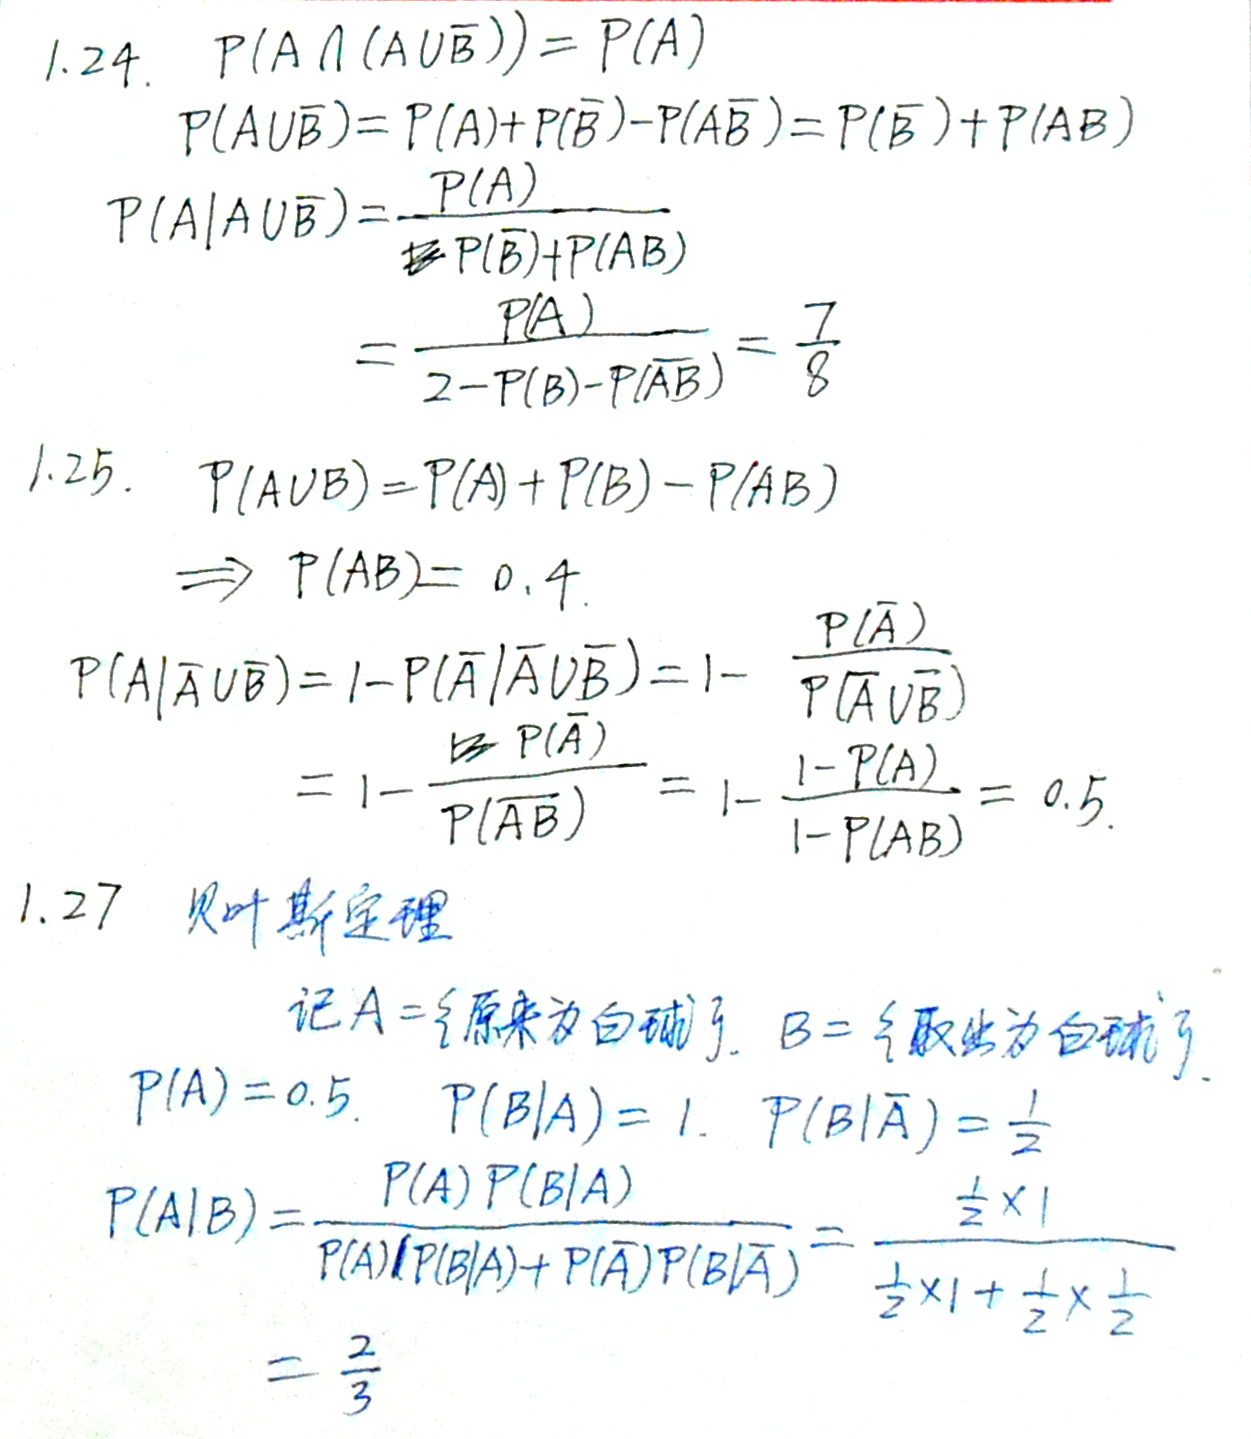 1.24. P(A∩(A∪B̅))=P(A)
P(A∪B̅)=P(A)+P(B̅)-P(AB̅)=P(B̅)+P(AB)
P(A|A∪B̅)=P(A)/(P(B̅)+P(AB))
=P(A)/(2-P(B)-P(A̅B̅))=7/8
1.25. P(A∪B)=P(A)+P(B)-P(AB)
⟹ P(AB)=0.4.
P(A|A̅∪B̅)=1-P(A̅|A̅∪B̅)=1-P(A̅)/P(A̅∪B̅)
=1-P(A̅)/P(A̅B̅)=1-(1-P(A))/(1-P(AB))=0.5.
1.27 贝叶斯定理
记A={原来为白球}. B={取出为白球}.
P(A)=0.5. P(B|A)=1. P(B|A̅)=1/2
P(A|B)=P(A)P(B|A)/(P(A)P(B|A)+P(A̅)P(B|A̅))=(1/2×1)/(1/2×1+1/2×1/2)
=2/3